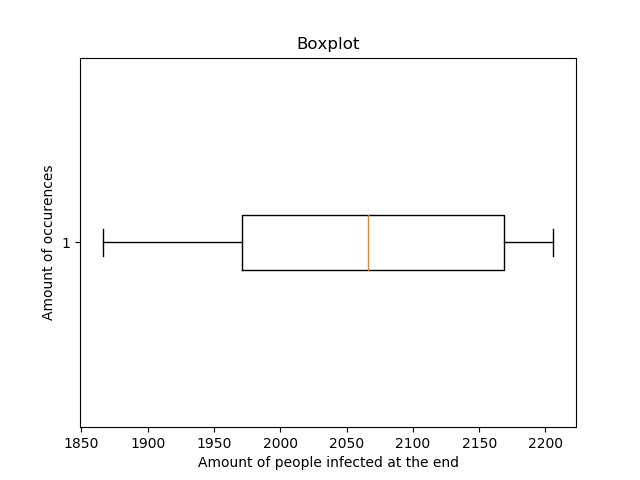 Boxplot
Amount of occurences
1
1850 1900 1950 2000 2050 2100 2150 2200
Amount of people infected at the end